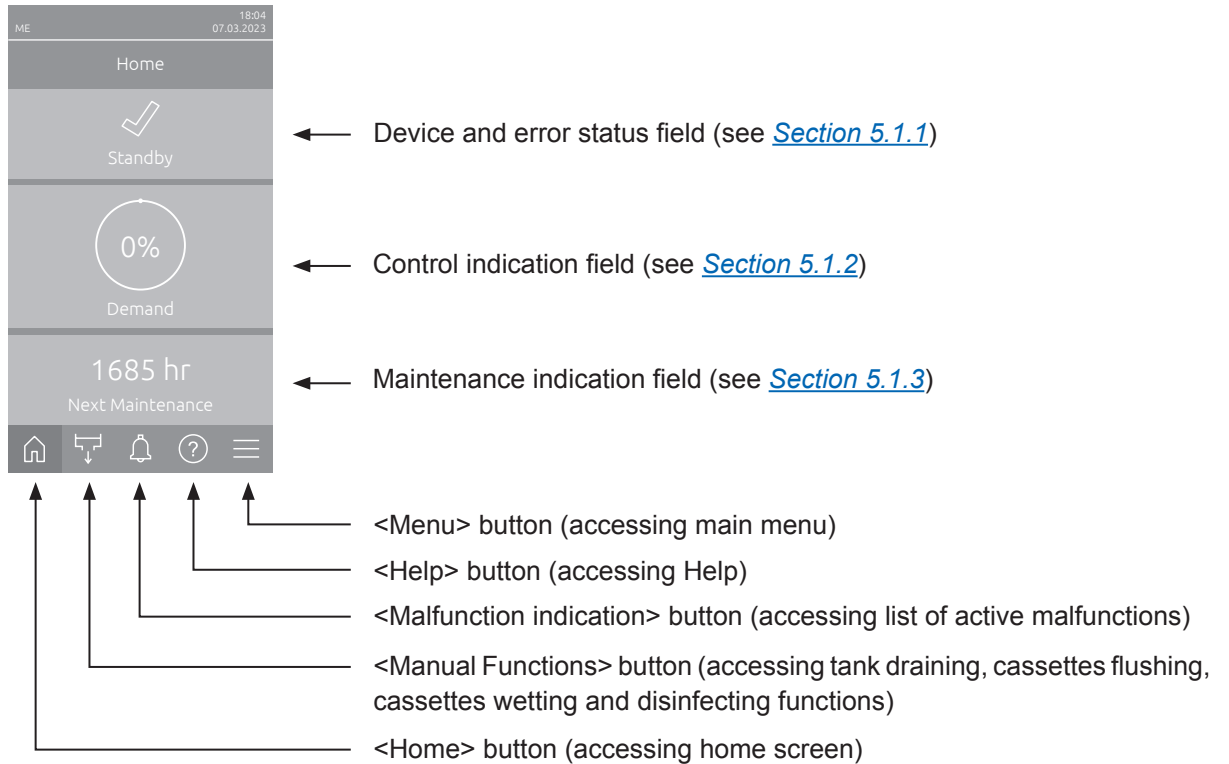 18:04
ME 07.03.2023
Home
Standby
Device and error status field (see Section 5.1.1)
0%
Demand
Control indication field (see Section 5.1.2)
1685 hr
Next Maintenance
Maintenance indication field (see Section 5.1.3)
?
<Menu> button (accessing main menu)
<Help> button (accessing Help)
<Malfunction indication> button (accessing list of active malfunctions)
<Manual Functions> button (accessing tank draining, cassettes flushing,
cassettes wetting and disinfecting functions)
<Home> button (accessing home screen)